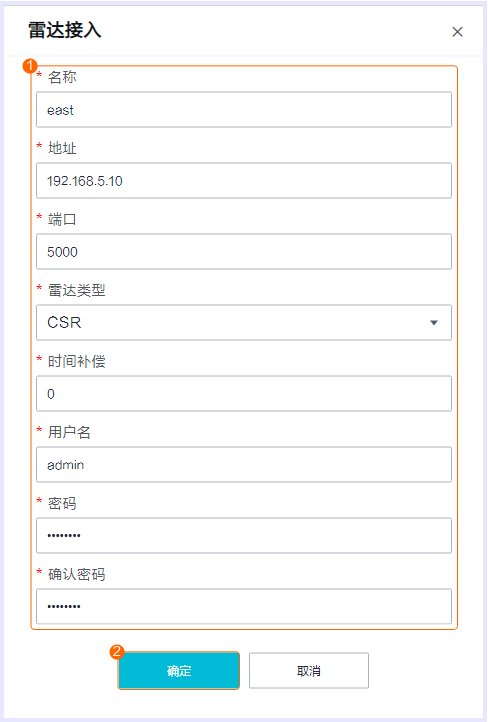 雷达接入
1
* 名称
east
* 地址
192.168.5.10
* 端口
5000
* 雷达类型
CSR
* 时间补偿
0
* 用户名
admin
* 密码
••••••••
* 确认密码
••••••••
2
确定 取消